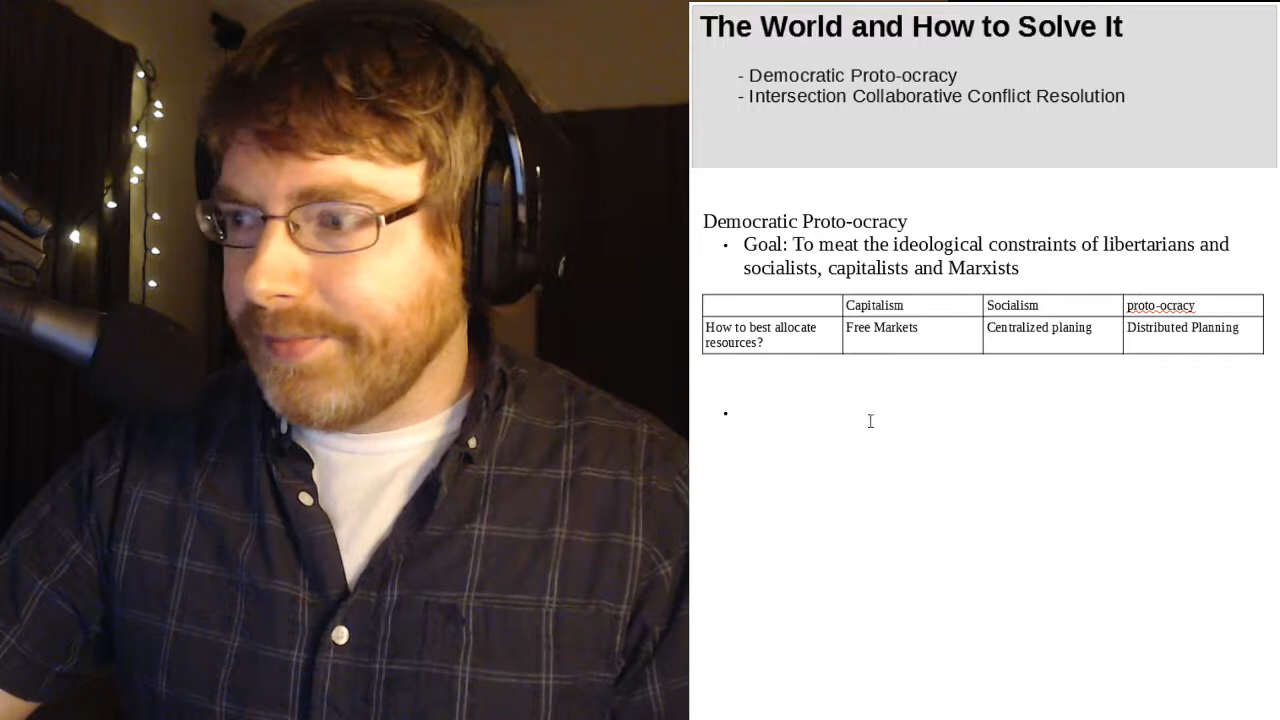 The World and How to Solve It
- Democratic Proto-ocracy
- Intersection Collaborative Conflict Resolution
Democratic Proto-ocracy
• Goal: To meat the ideological constraints of libertarians and
socialists, capitalists and Marxists
Capitalism
Socialism
proto-ocracy
How to best allocate
resources?
Free Markets
Centralized planing
Distributed Planning